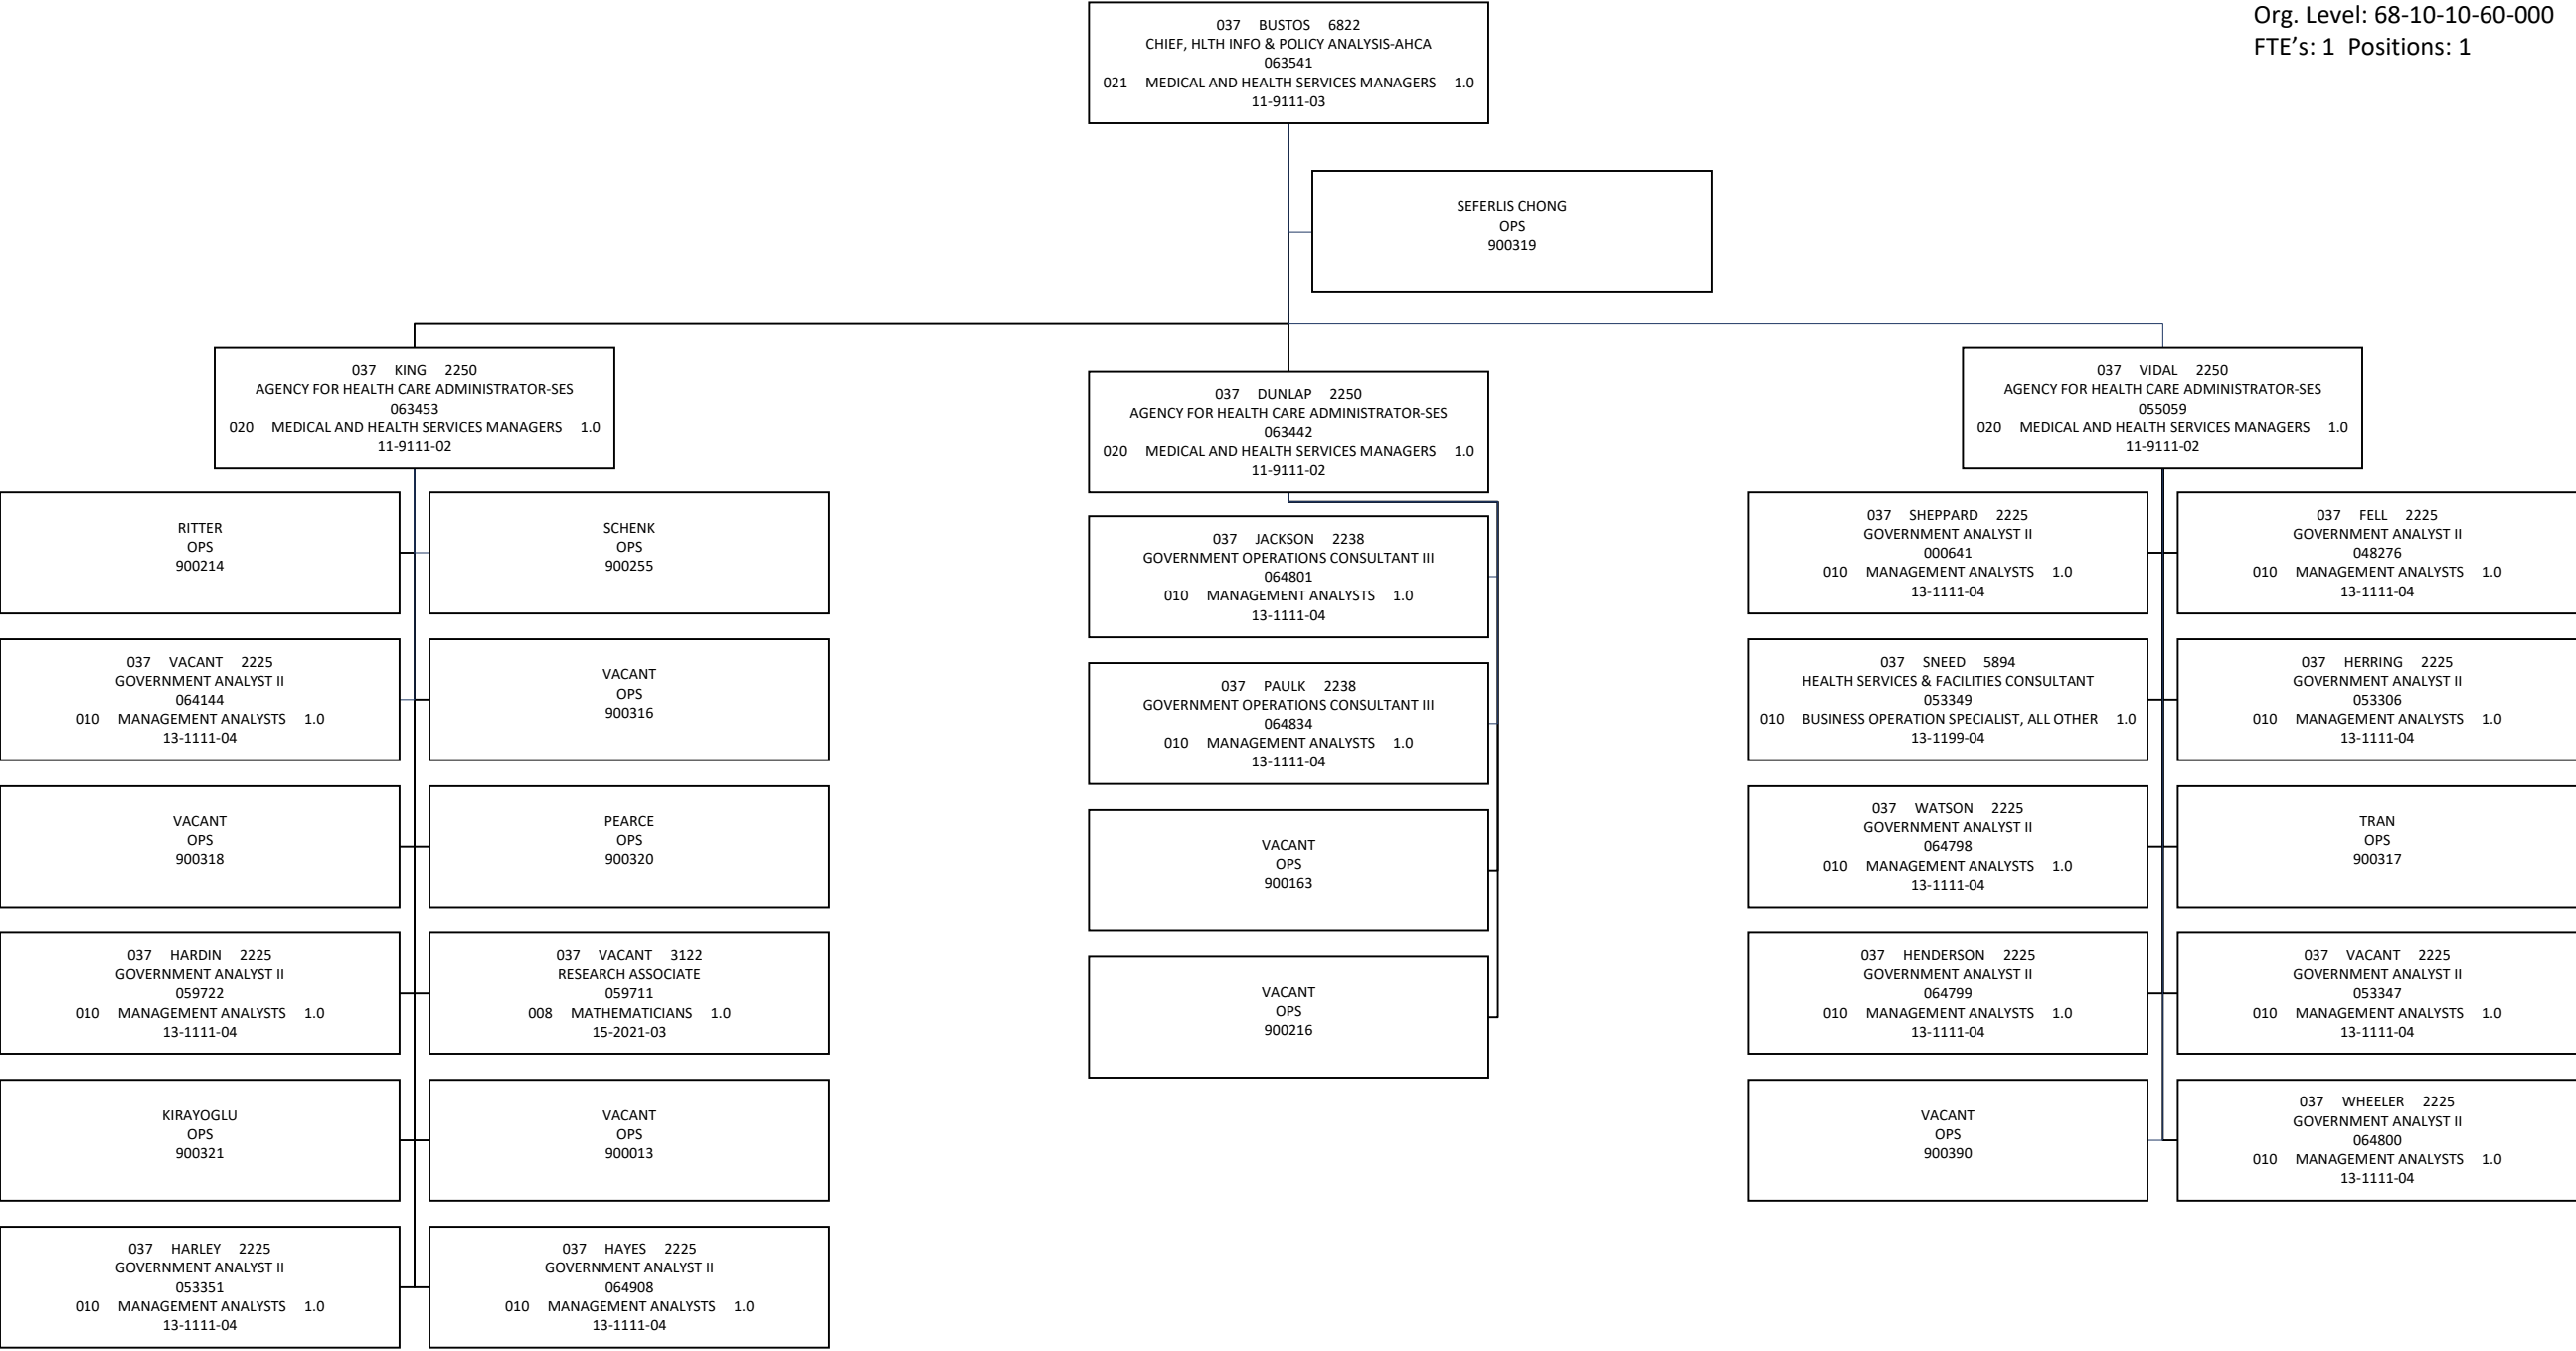 Org. Level: 68-10-10-60-000
FTE's: 1 Positions: 1
037 BUSTOS 6822
CHIEF, HLTH INFO & POLICY ANALYSIS-AHCA
063541
021 MEDICAL AND HEALTH SERVICES MANAGERS 1.0
11-9111-03
SEFERLIS CHONG
OPS
900319
037 KING 2250
AGENCY FOR HEALTH CARE ADMINISTRATOR-SES
063453
020 MEDICAL AND HEALTH SERVICES MANAGERS 1.0
11-9111-02
RITTER
OPS
900214
SCHENK
OPS
900255
037 VACANT 2225
GOVERNMENT ANALYST II
064144
010 MANAGEMENT ANALYSTS 1.0
13-1111-04
VACANT
OPS
900316
VACANT
OPS
900318
PEARCE
OPS
900320
037 HARDIN 2225
GOVERNMENT ANALYST II
059722
010 MANAGEMENT ANALYSTS 1.0
13-1111-04
037 VACANT 3122
RESEARCH ASSOCIATE
059711
008 MATHEMATICIANS 1.0
15-2021-03
KIRAYOGLU
OPS
900321
VACANT
OPS
900013
037 HARLEY 2225
GOVERNMENT ANALYST II
053351
010 MANAGEMENT ANALYSTS 1.0
13-1111-04
037 HAYES 2225
GOVERNMENT ANALYST II
064908
010 MANAGEMENT ANALYSTS 1.0
13-1111-04
037 DUNLAP 2250
AGENCY FOR HEALTH CARE ADMINISTRATOR-SES
063442
020 MEDICAL AND HEALTH SERVICES MANAGERS 1.0
11-9111-02
037 JACKSON 2238
GOVERNMENT OPERATIONS CONSULTANT III
064801
010 MANAGEMENT ANALYSTS 1.0
13-1111-04
037 PAULK 2238
GOVERNMENT OPERATIONS CONSULTANT III
064834
010 MANAGEMENT ANALYSTS 1.0
13-1111-04
VACANT
OPS
900163
VACANT
OPS
900216
037 VIDAL 2250
AGENCY FOR HEALTH CARE ADMINISTRATOR-SES
055059
020 MEDICAL AND HEALTH SERVICES MANAGERS 1.0
11-9111-02
037 SHEPPARD 2225
GOVERNMENT ANALYST II
000641
010 MANAGEMENT ANALYSTS 1.0
13-1111-04
037 FELL 2225
GOVERNMENT ANALYST II
048276
010 MANAGEMENT ANALYSTS 1.0
13-1111-04
037 SNEED 5894
HEALTH SERVICES & FACILITIES CONSULTANT
053349
010 BUSINESS OPERATION SPECIALIST, ALL OTHER 1.0
13-1199-04
037 HERRING 2225
GOVERNMENT ANALYST II
053306
010 MANAGEMENT ANALYSTS 1.0
13-1111-04
037 WATSON 2225
GOVERNMENT ANALYST II
064798
010 MANAGEMENT ANALYSTS 1.0
13-1111-04
TRAN
OPS
900317
037 HENDERSON 2225
GOVERNMENT ANALYST II
064799
010 MANAGEMENT ANALYSTS 1.0
13-1111-04
037 VACANT 2225
GOVERNMENT ANALYST II
053347
010 MANAGEMENT ANALYSTS 1.0
13-1111-04
VACANT
OPS
900390
037 WHEELER 2225
GOVERNMENT ANALYST II
064800
010 MANAGEMENT ANALYSTS 1.0
13-1111-04